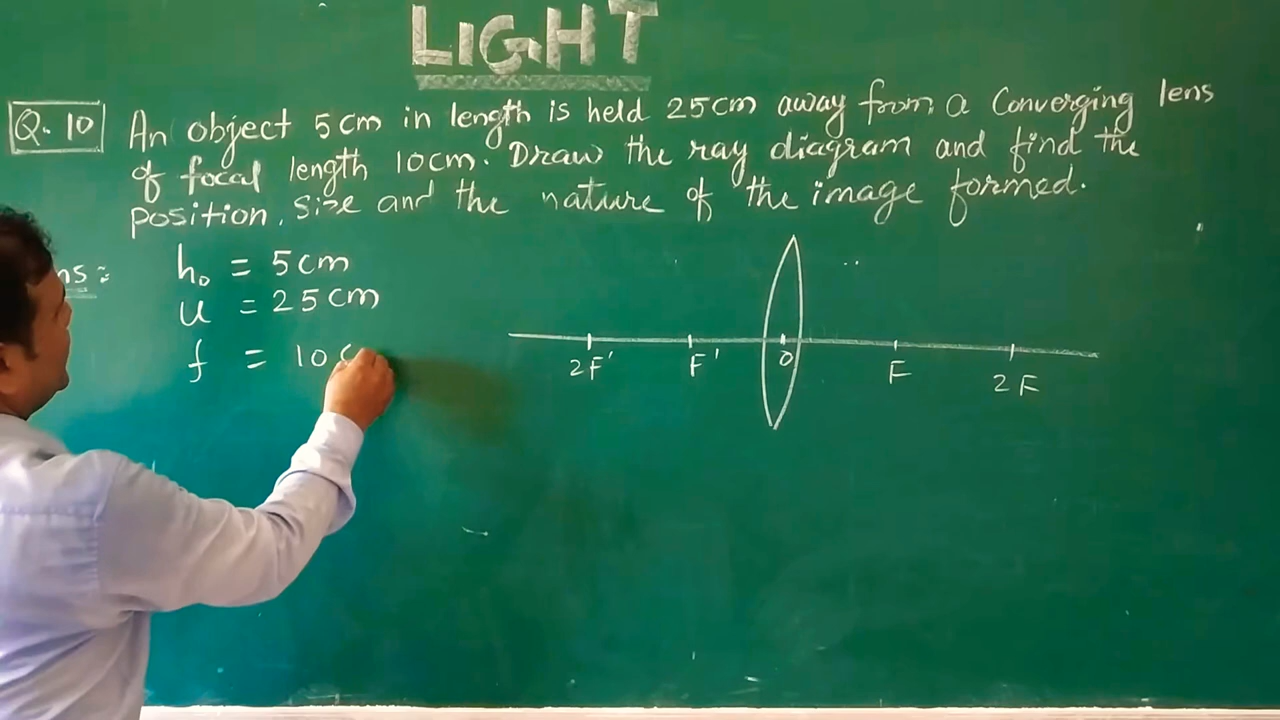 LIGHT
Q. 10 An object 5cm in length is held 25cm away from a Converging lens
of focal length 10cm. Draw the ray diagram and find the
position, size and the nature of the image formed.
ns:
h₀ = 5cm
u = 25cm
f = 10 c
2F' F' O F 2F